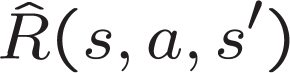 R̂(s, a, s′)